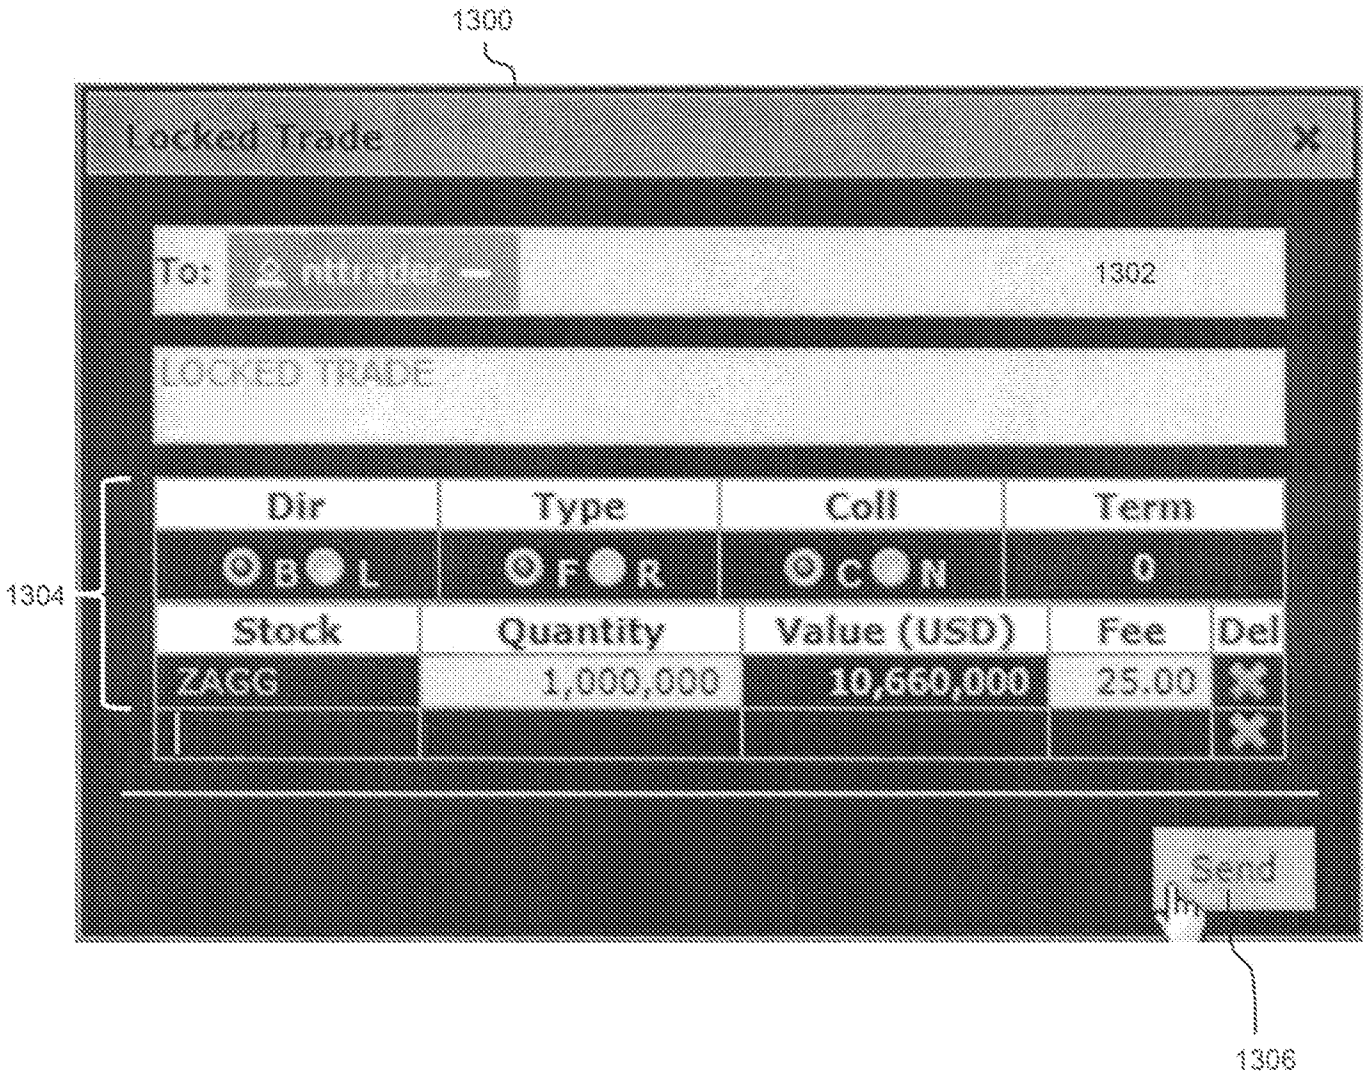 1300
Locked Trade
To:
1302
LOCKED TRADE
Dir Type Coll Term
B L F R C N 0
1304
Stock Quantity Value (USD) Fee Del
ZAGG 1,000,000 10,660,000 25.00
Send
1306